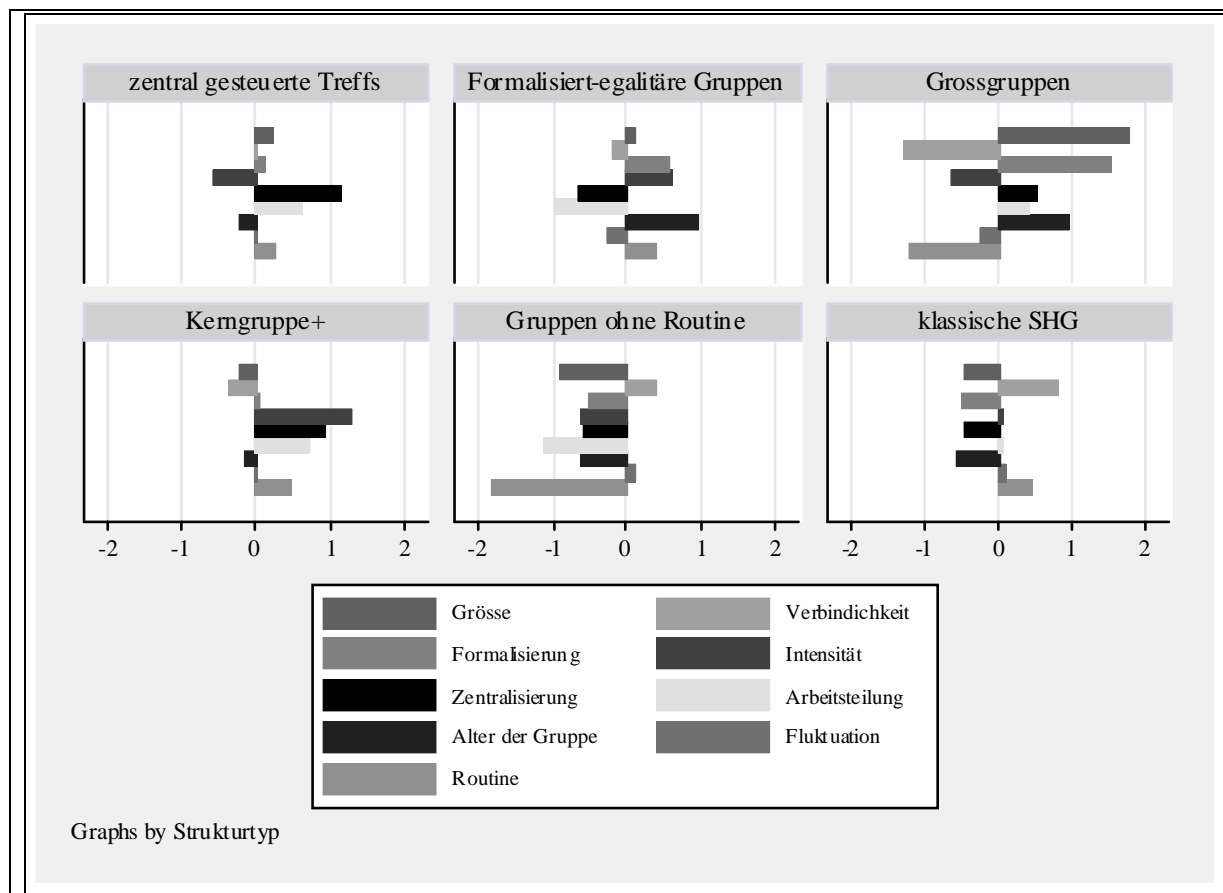 zentral gesteuerte Treffs
Formalisiert-egalitäre Gruppen
Grossgruppen
Kerngruppe+
Gruppen ohne Routine
klassische SHG
-2 -1 0 1 2
-2 -1 0 1 2
-2 -1 0 1 2
Grösse
Verbindichkeit
Formalisierung
Intensität
Zentralisierung
Arbeitsteilung
Alter der Gruppe
Fluktuation
Routine
Graphs by Strukturtyp